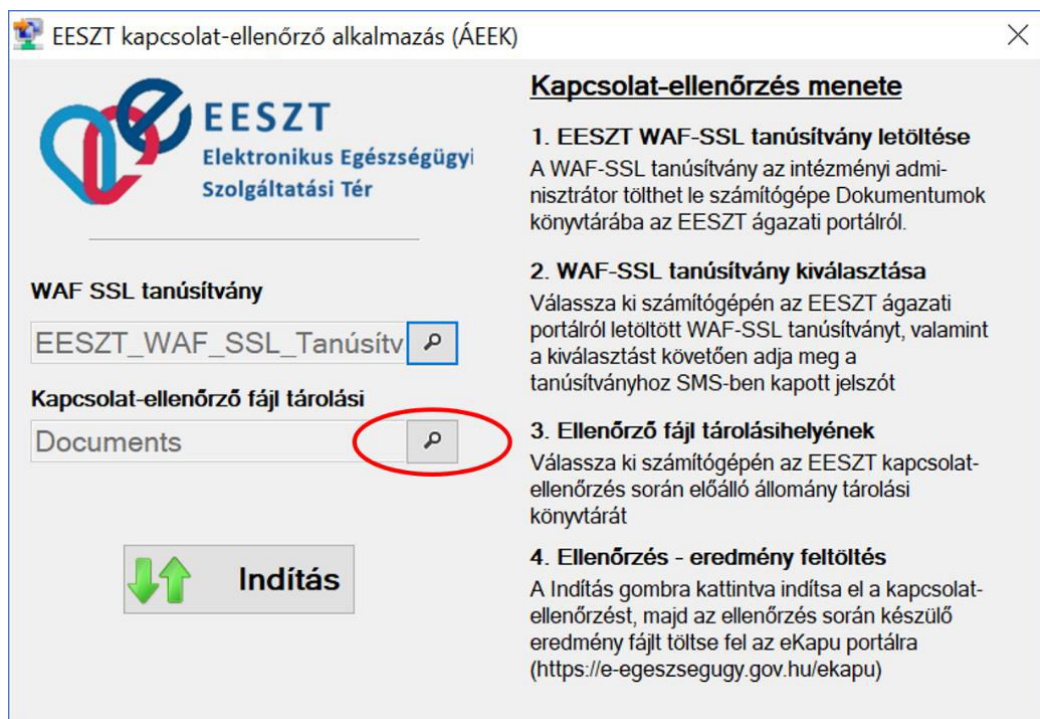 EESZT kapcsolat-ellenőrző alkalmazás (ÁEEK)
EESZT
Elektronikus Egészségügyi
Szolgáltatási Tér
WAF SSL tanúsítvány
EESZT_WAF_SSL_Tanúsítv
Kapcsolat-ellenőrző fájl tárolási
Documents
Indítás
Kapcsolat-ellenőrzés menete
1. EESZT WAF-SSL tanúsítvány letöltése
A WAF-SSL tanúsítvány az intézményi admi-
nisztrátor tölthet le számítógépe Dokumentumok
könyvtárába az EESZT ágazati portálról.
2. WAF-SSL tanúsítvány kiválasztása
Válassza ki számítógépén az EESZT ágazati
portálról letöltött WAF-SSL tanúsítványt, valamint
a kiválasztást követően adja meg a
tanúsítványhoz SMS-ben kapott jelszót
3. Ellenőrző fájl tárolásihelyének
Válassza ki számítógépén az EESZT kapcsolat-
ellenőrzés során előálló állomány tárolási
könyvtárát
4. Ellenőrzés - eredmény feltöltés
A Indítás gombra kattintva indítsa el a kapcsolat-
ellenőrzést, majd az ellenőrzés során készülő
eredmény fájlt töltse fel az eKapu portálra
(https://e-egeszsegugy.gov.hu/ekapu)